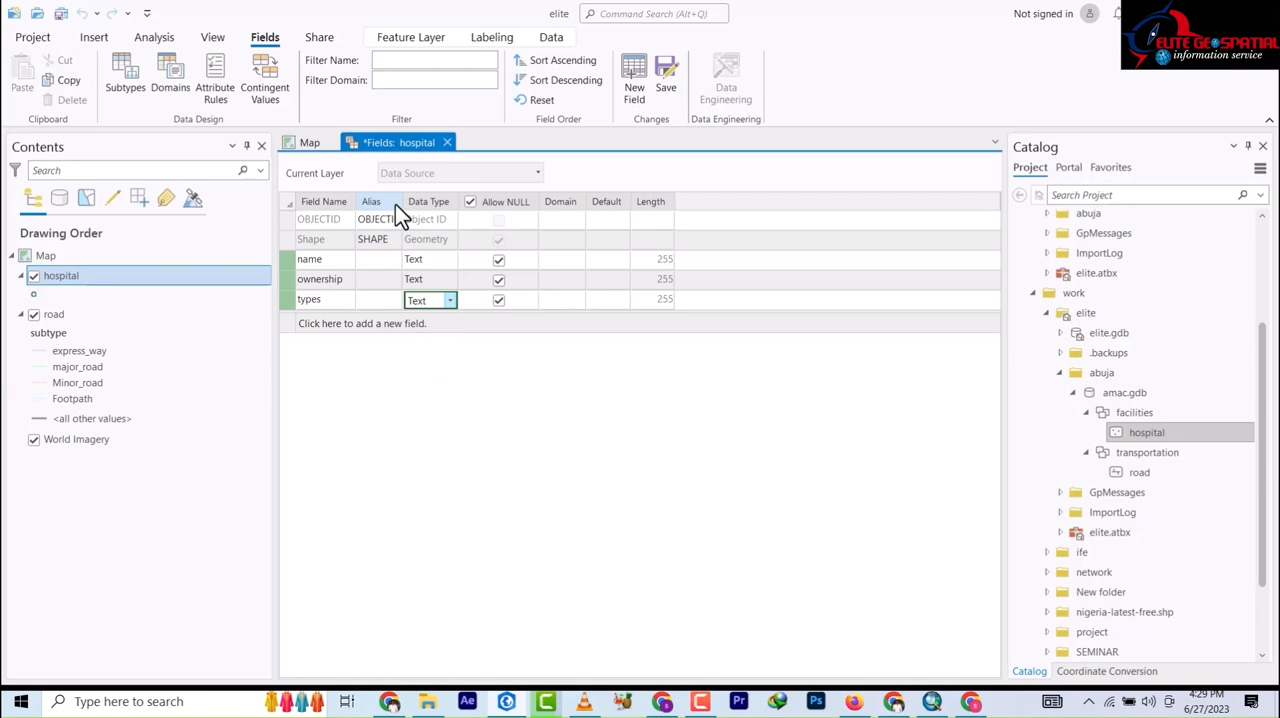 elite
Command Search (Alt+Q)
Not signed in
ELITE GEOSPATIAL
information service
Project
Insert
Analysis
View
Fields
Share
Feature Layer
Labeling
Data
Paste
Cut
Copy
Delete
Clipboard
Subtypes
Domains
Attribute
Rules
Contingent
Values
Data Design
Filter Name:
Filter Domain:
Filter
Sort Ascending
Sort Descending
Reset
Field Order
New
Field
Save
Changes
Data
Engineering
Data Engineering
Contents
Search
Drawing Order
Map
hospital
road
subtype
express_way
major_road
Minor_road
Footpath
<all other values>
World Imagery
Map
*Fields: hospital
Current Layer
Data Source
Field Name Alias Data Type Allow NULL Domain Default Length
OBJECTID OBJECTI ject ID
Shape SHAPE Geometry
name Text 255
ownership Text 255
types Text 255
Click here to add a new field.
Catalog
Project Portal Favorites
Search Project
abuja
GpMessages
ImportLog
elite.atbx
work
elite
elite.gdb
.backups
abuja
amac.gdb
facilities
hospital
transportation
road
GpMessages
ImportLog
elite.atbx
ife
network
New folder
nigeria-latest-free.shp
project
SEMINAR
Catalog Coordinate Conversion
Type here to search
Ae
Pr
Ps
4:29 PM
6/27/2023